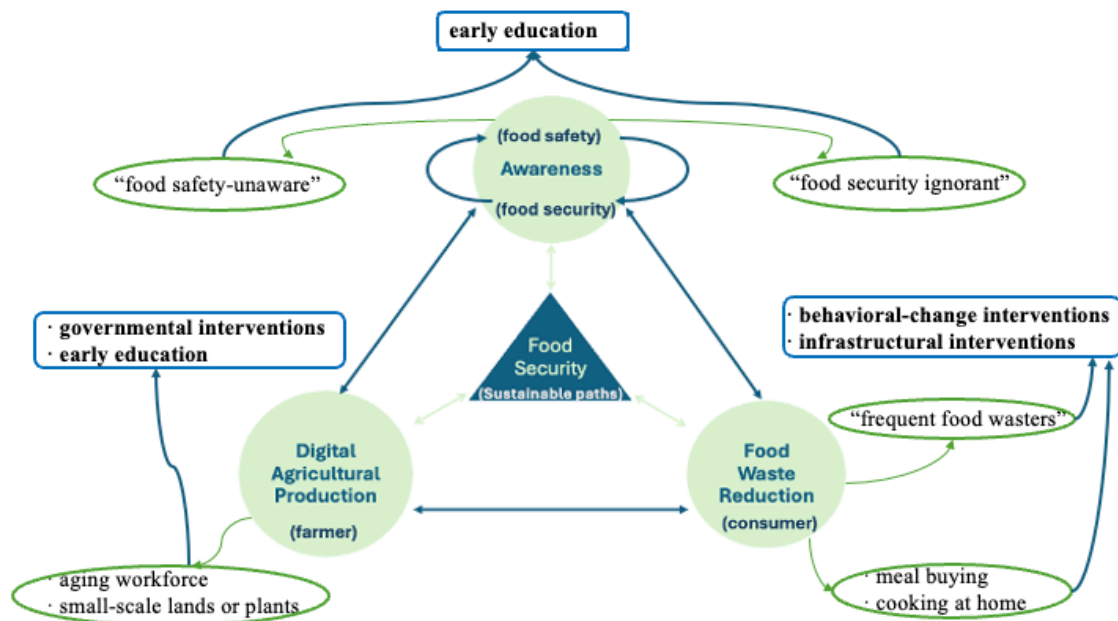 early education
(food safety)
Awareness
(food security)
“food safety-unaware”
“food security ignorant”
· governmental interventions
· early education
· behavioral-change interventions
· infrastructural interventions
Food
Security
(Sustainable paths)
“frequent food wasters”
Digital
Agricultural
Production
(farmer)
Food
Waste
Reduction
(consumer)
· aging workforce
· small-scale lands or plants
· meal buying
· cooking at home